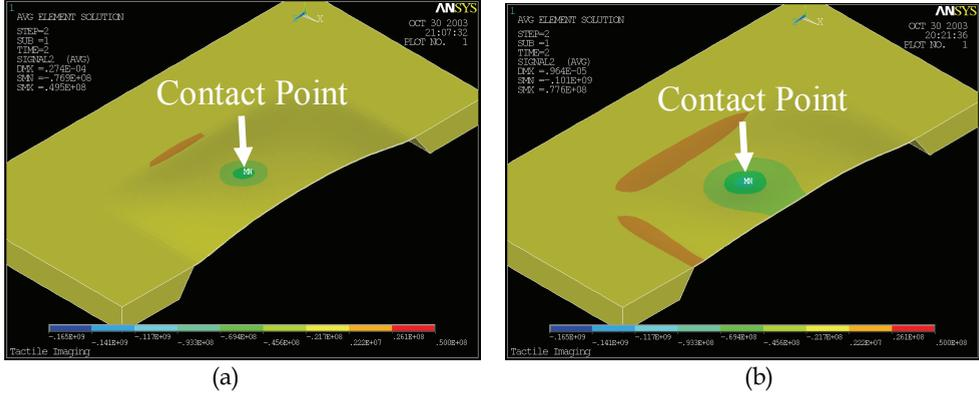 1
AVG ELEMENT SOLUTION
STEP=2
SUB =1
TIME=2
SIGNAL2 (AVG)
DMX =.274E-04
SMN =-.769E+08
SMX =.495E+08
ANSYS
OCT 30 2003
21:07:32
PLOT NO. 1
X
Contact Point
MN
-.165E+09 -.117E+09 -.694E+08 -.217E+08 .261E+08
-.141E+09 -.933E+08 -.456E+08 .222E+07 .500E+08
Tactile Imaging
(a)
1
AVG ELEMENT SOLUTION
STEP=2
SUB =1
TIME=2
SIGNAL2 (AVG)
DMX =.964E-05
SMN =-.101E+09
SMX =.776E+08
ANSYS
OCT 30 2003
20:21:36
PLOT NO. 1
X
Contact Point
MN
-.165E+09 -.117E+09 -.694E+08 -.217E+08 .261E+08
-.141E+09 -.933E+08 -.456E+08 .222E+07 .500E+08
Tactile Imaging
(b)